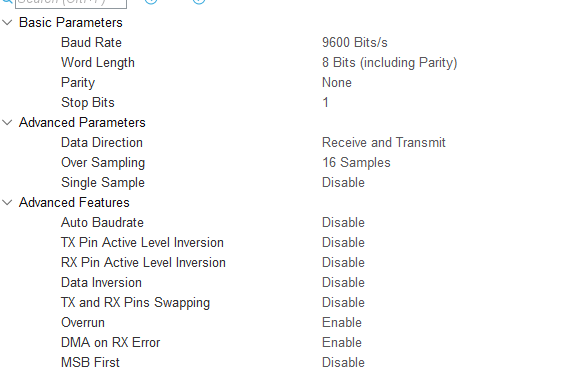 Search (Ctrl+F)
Basic Parameters
Baud Rate 9600 Bits/s
Word Length 8 Bits (including Parity)
Parity None
Stop Bits 1
Advanced Parameters
Data Direction Receive and Transmit
Over Sampling 16 Samples
Single Sample Disable
Advanced Features
Auto Baudrate Disable
TX Pin Active Level Inversion Disable
RX Pin Active Level Inversion Disable
Data Inversion Disable
TX and RX Pins Swapping Disable
Overrun Enable
DMA on RX Error Enable
MSB First Disable